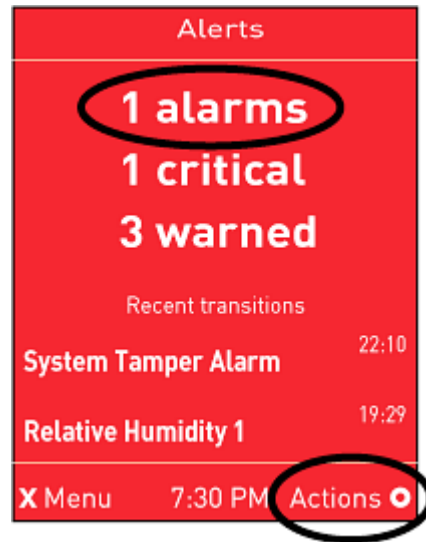 Alerts
1 alarms
1 critical
3 warned
Recent transitions
System Tamper Alarm 22:10
Relative Humidity 1 19:29
X Menu 7:30 PM Actions